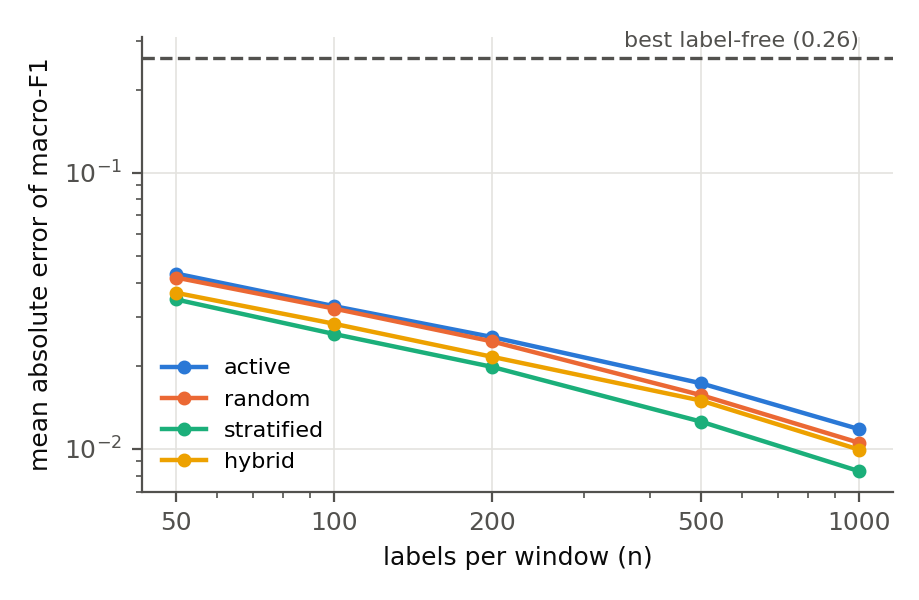 best label-free (0.26)
mean absolute error of macro-F1
10⁻¹
10⁻²
active
random
stratified
hybrid
50 100 200 500 1000
labels per window (n)